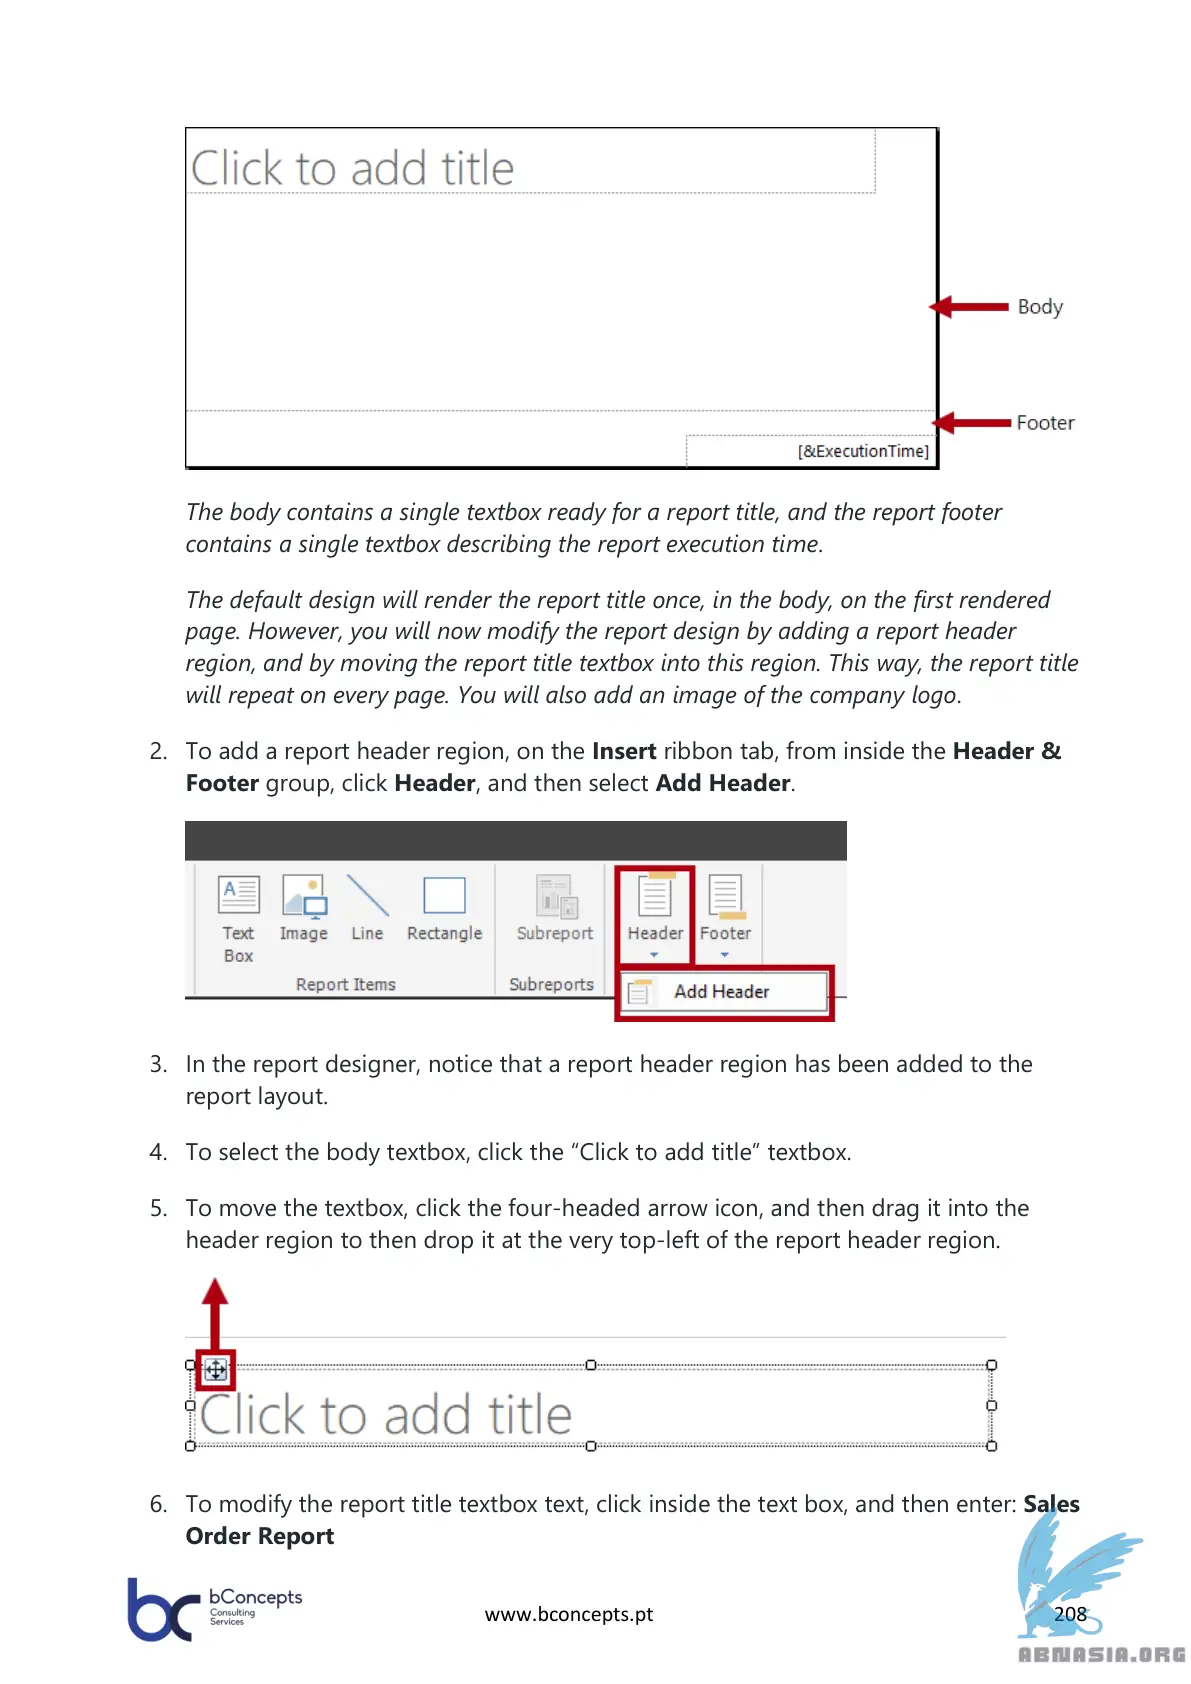 Click to add title
Body
Footer
[&ExecutionTime]
The body contains a single textbox ready for a report title, and the report footer
contains a single textbox describing the report execution time.
The default design will render the report title once, in the body, on the first rendered
page. However, you will now modify the report design by adding a report header
region, and by moving the report title textbox into this region. This way, the report title
will repeat on every page. You will also add an image of the company logo.
2. To add a report header region, on the Insert ribbon tab, from inside the Header &
Footer group, click Header, and then select Add Header.
Text Box
Image
Line
Rectangle
Subreport
Header
Footer
Report Items
Subreports
Add Header
3. In the report designer, notice that a report header region has been added to the
report layout.
4. To select the body textbox, click the “Click to add title” textbox.
5. To move the textbox, click the four-headed arrow icon, and then drag it into the
header region to then drop it at the very top-left of the report header region.
Click to add title
6. To modify the report title textbox text, click inside the text box, and then enter: Sales
Order Report
bc
bConcepts
Consulting
Services
www.bconcepts.pt
208
ABNASIA.ORG